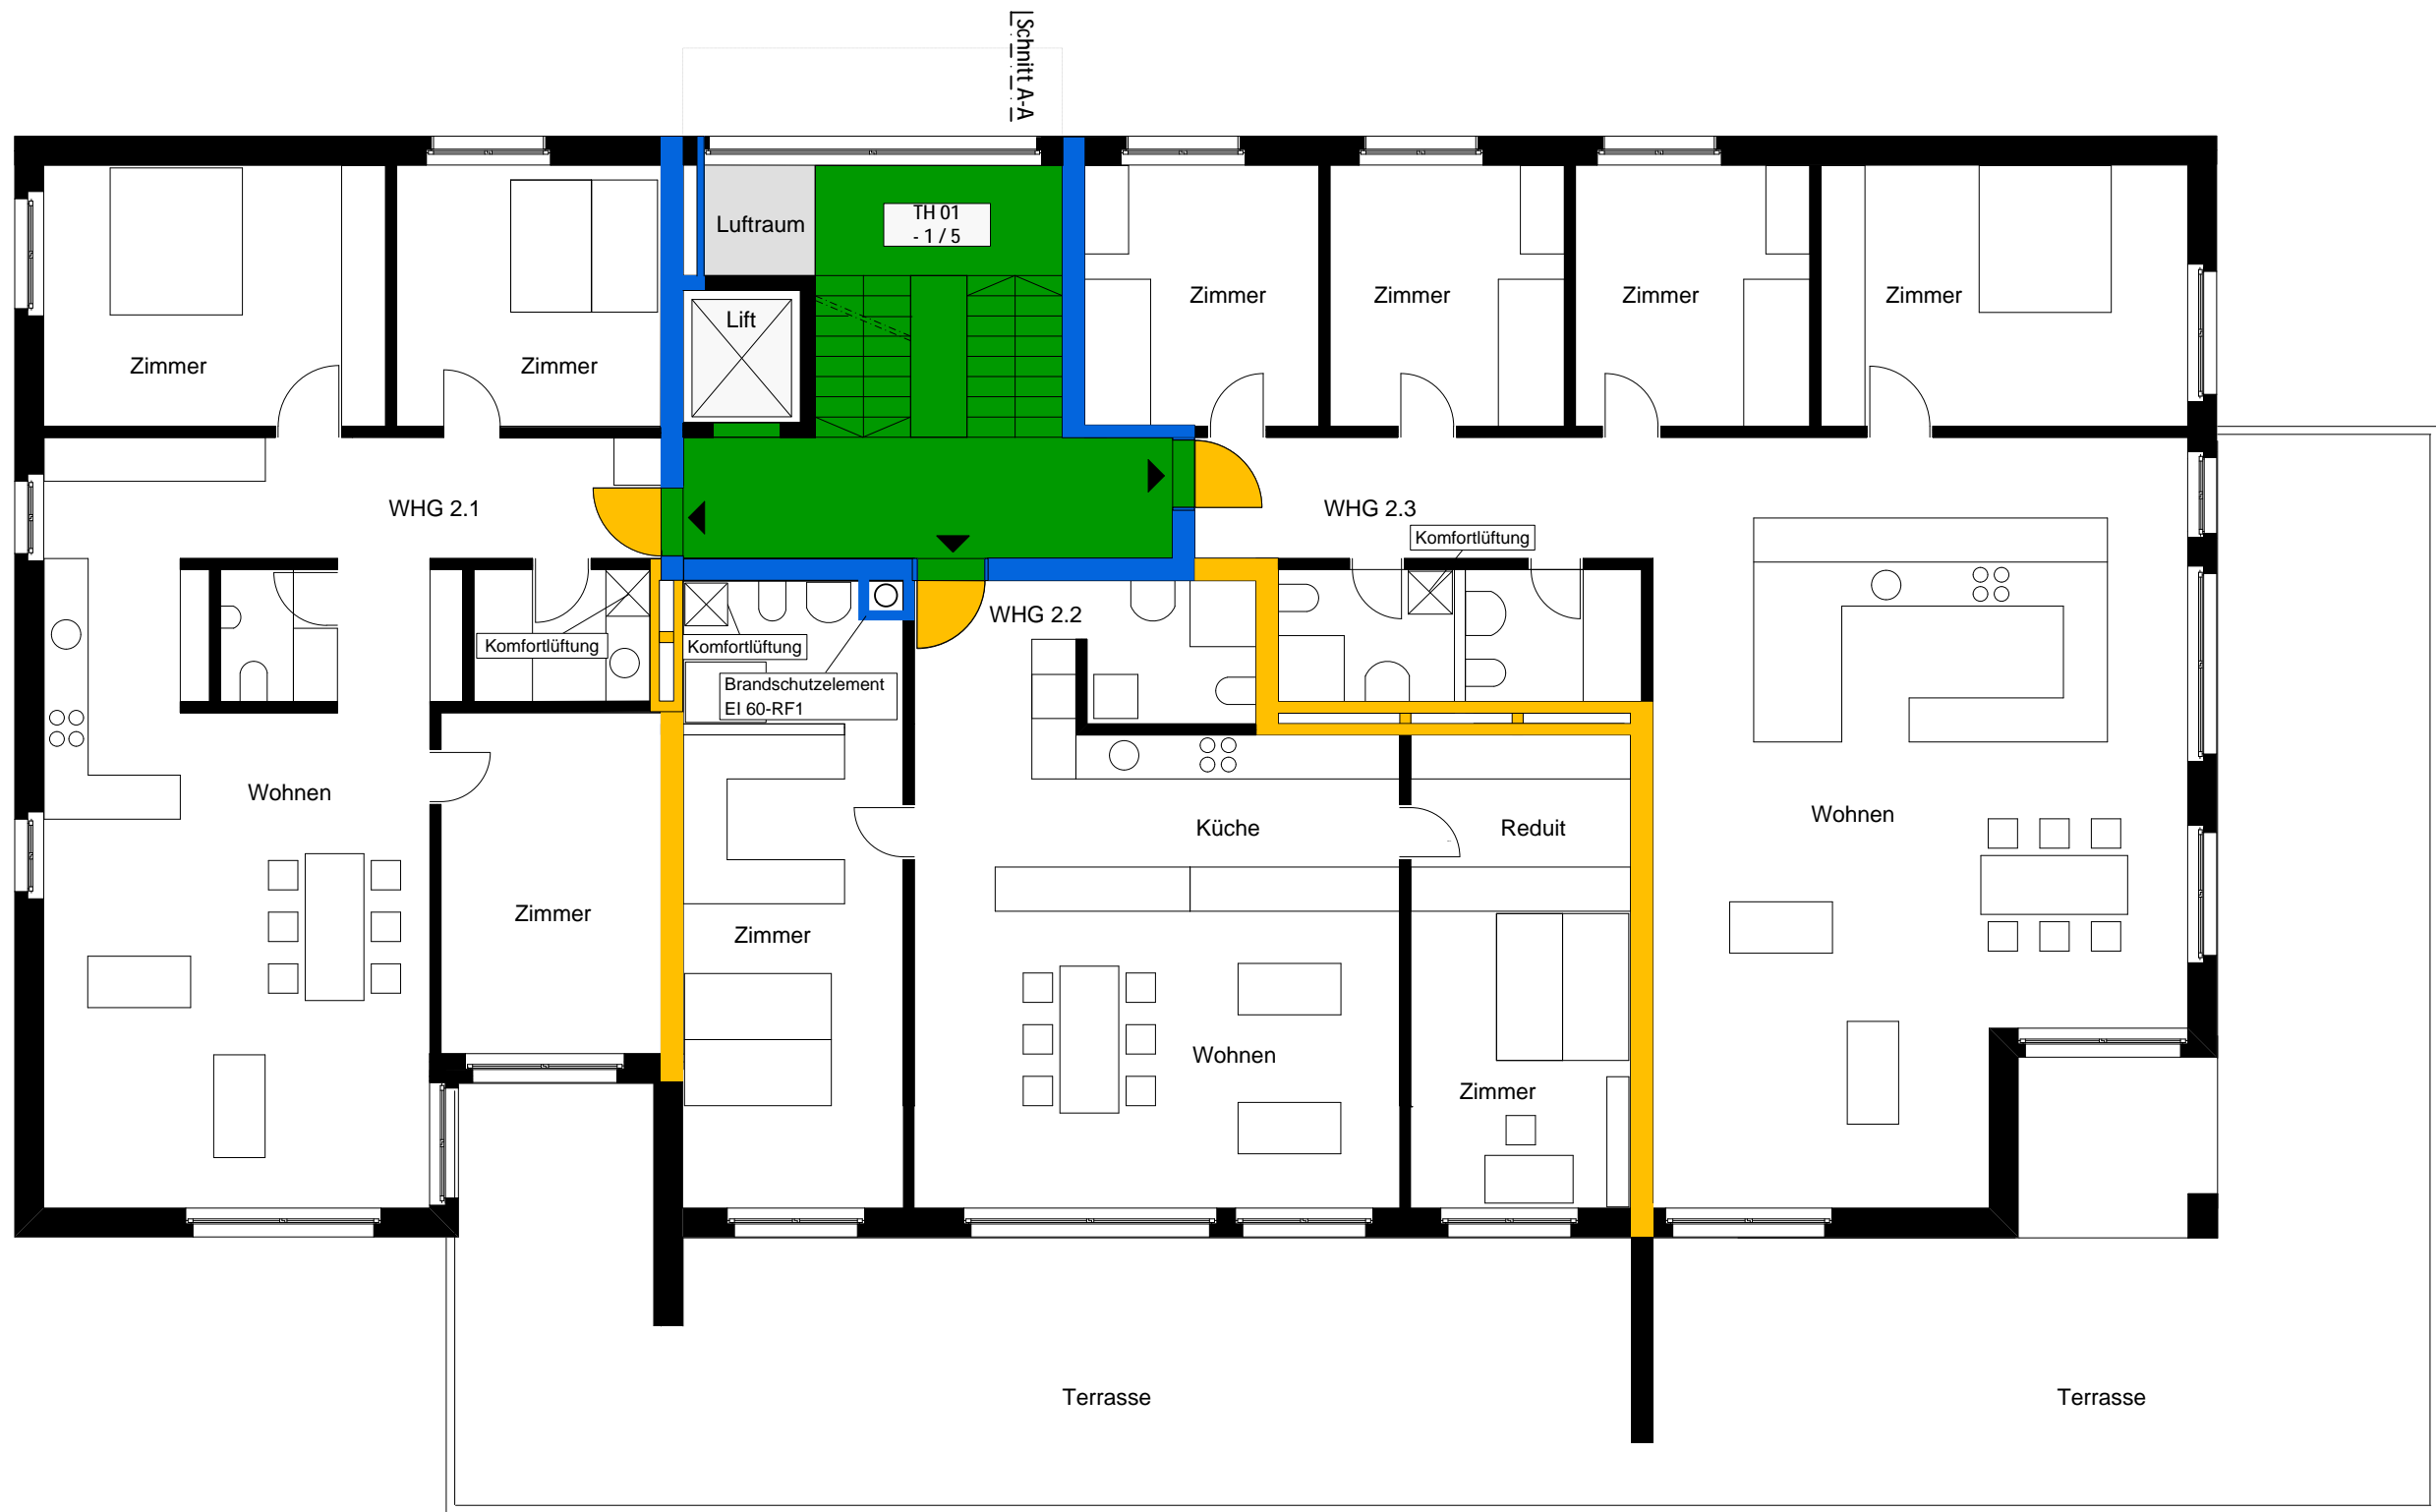 Schnitt A-A
TH 01
- 1 / 5
Luftraum
Lift
Zimmer
Zimmer
Zimmer
Zimmer
Zimmer
Zimmer
WHG 2.1
WHG 2.3
Komfortlüftung
WHG 2.2
Komfortlüftung
Komfortlüftung
Brandschutzelement
EI 60-RF1
Wohnen
Küche
Reduit
Wohnen
Zimmer
Zimmer
Wohnen
Zimmer
Terrasse
Terrasse